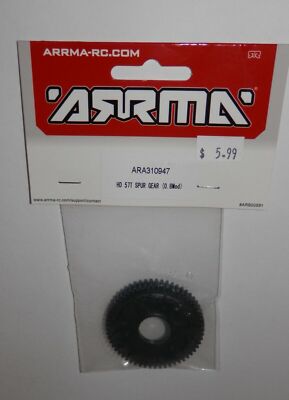 ARRMA-RC.COM
ARRMA
$ 5.99
ARA310947
HD 57T SPUR GEAR (0.8Mod)
www.arrma-rc.com/support/contact